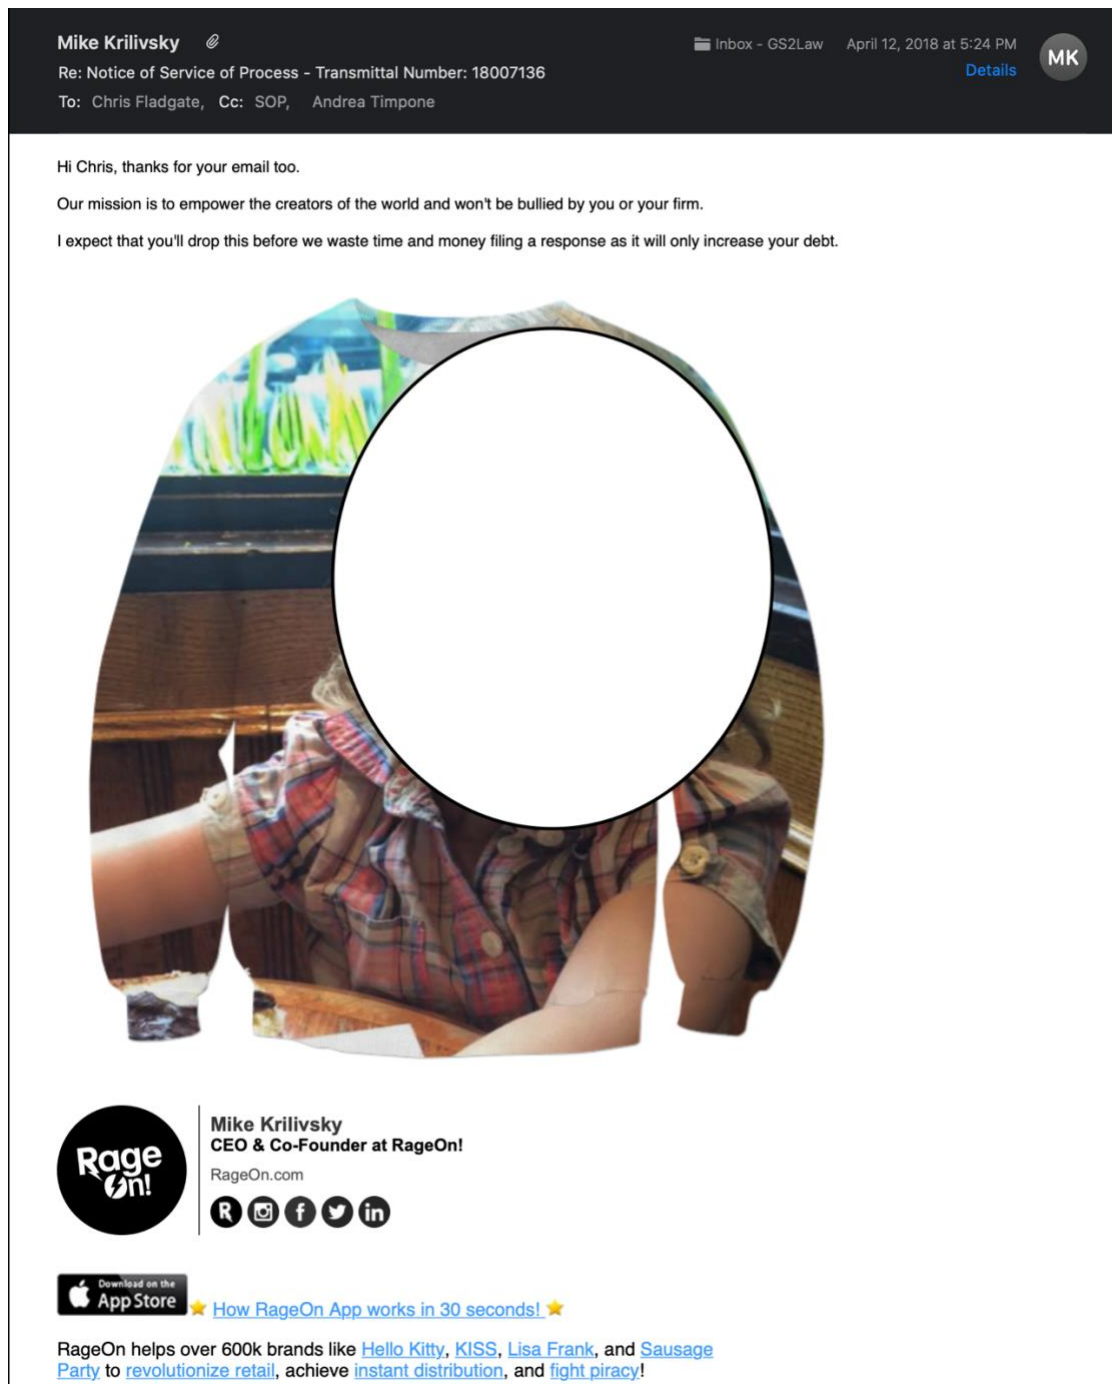 Mike Krilivsky
Inbox - GS2Law April 12, 2018 at 5:24 PM
MK
Re: Notice of Service of Process - Transmittal Number: 18007136
Details
To: Chris Fladgate, Cc: SOP, Andrea Timpone
Hi Chris, thanks for your email too.
Our mission is to empower the creators of the world and won't be bullied by you or your firm.
I expect that you'll drop this before we waste time and money filing a response as it will only increase your debt.
Rage
On!
Mike Krilivsky
CEO & Co-Founder at RageOn!
RageOn.com
Download on the
App Store
How RageOn App works in 30 seconds!
RageOn helps over 600k brands like Hello Kitty, KISS, Lisa Frank, and Sausage
Party to revolutionize retail, achieve instant distribution, and fight piracy!